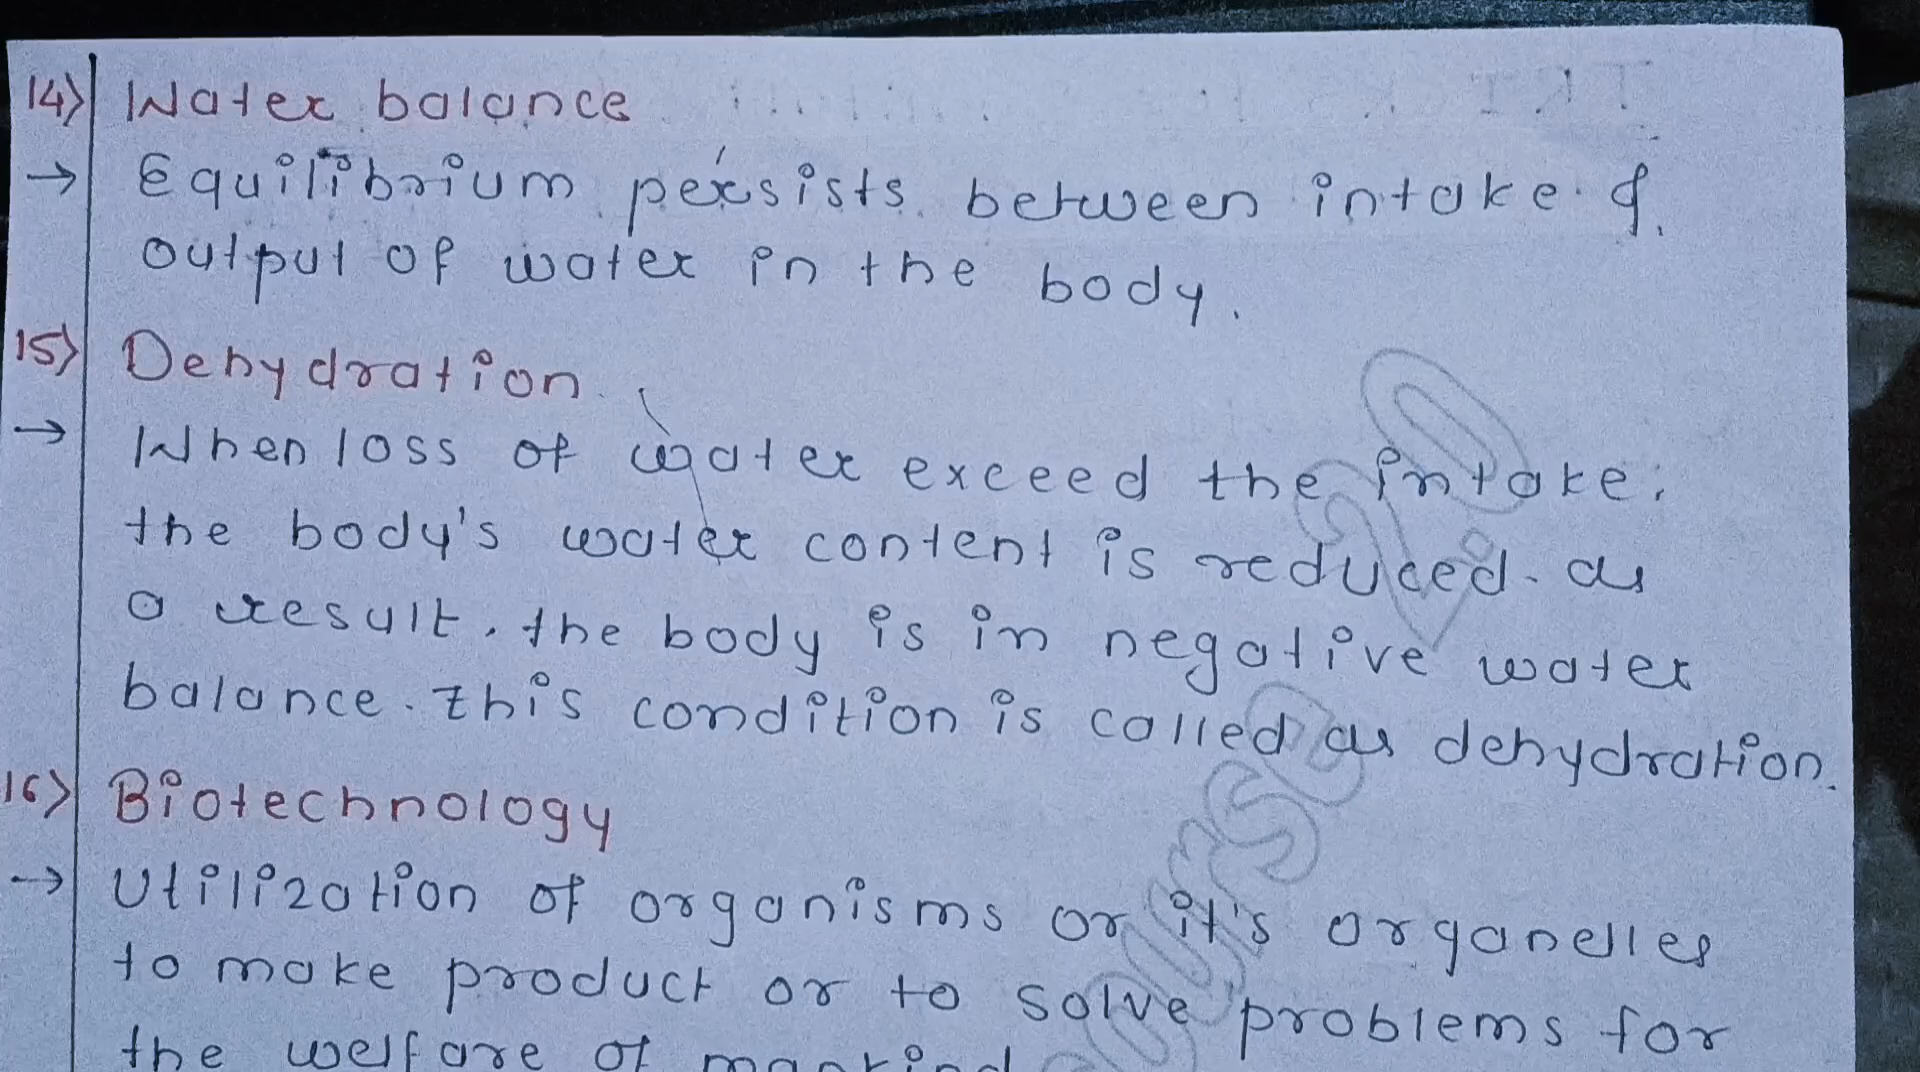 14) Water balance
→ Equilibrium persists between intake &
output of water in the body.
15) Dehydration
→ When loss of water exceed the intake,
the body's water content is reduced. as
a result, the body is in negative water
balance. this condition is called as dehydration.
16) Biotechnology
→ Utilization of organisms or it's organelles
to make product or to solve problems for
the welfare of mankind